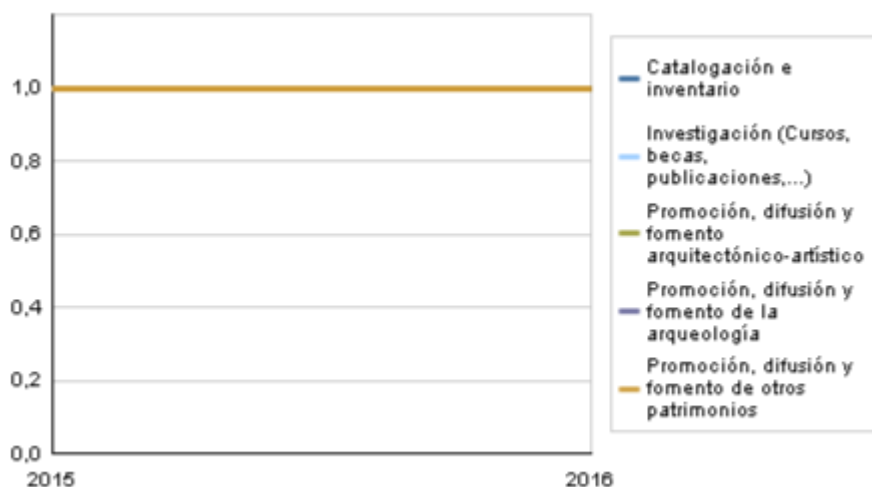 1,0
0,8
0,6
0,4
0,2
0,0
2015
2016
Catalogación e
inventario
Investigación (Cursos,
becas,
publicaciones,...)
Promoción, difusión y
fomento
arquitectónico-artístico
Promoción, difusión y
fomento de la
arqueología
Promoción, difusión y
fomento de otros
patrimonios